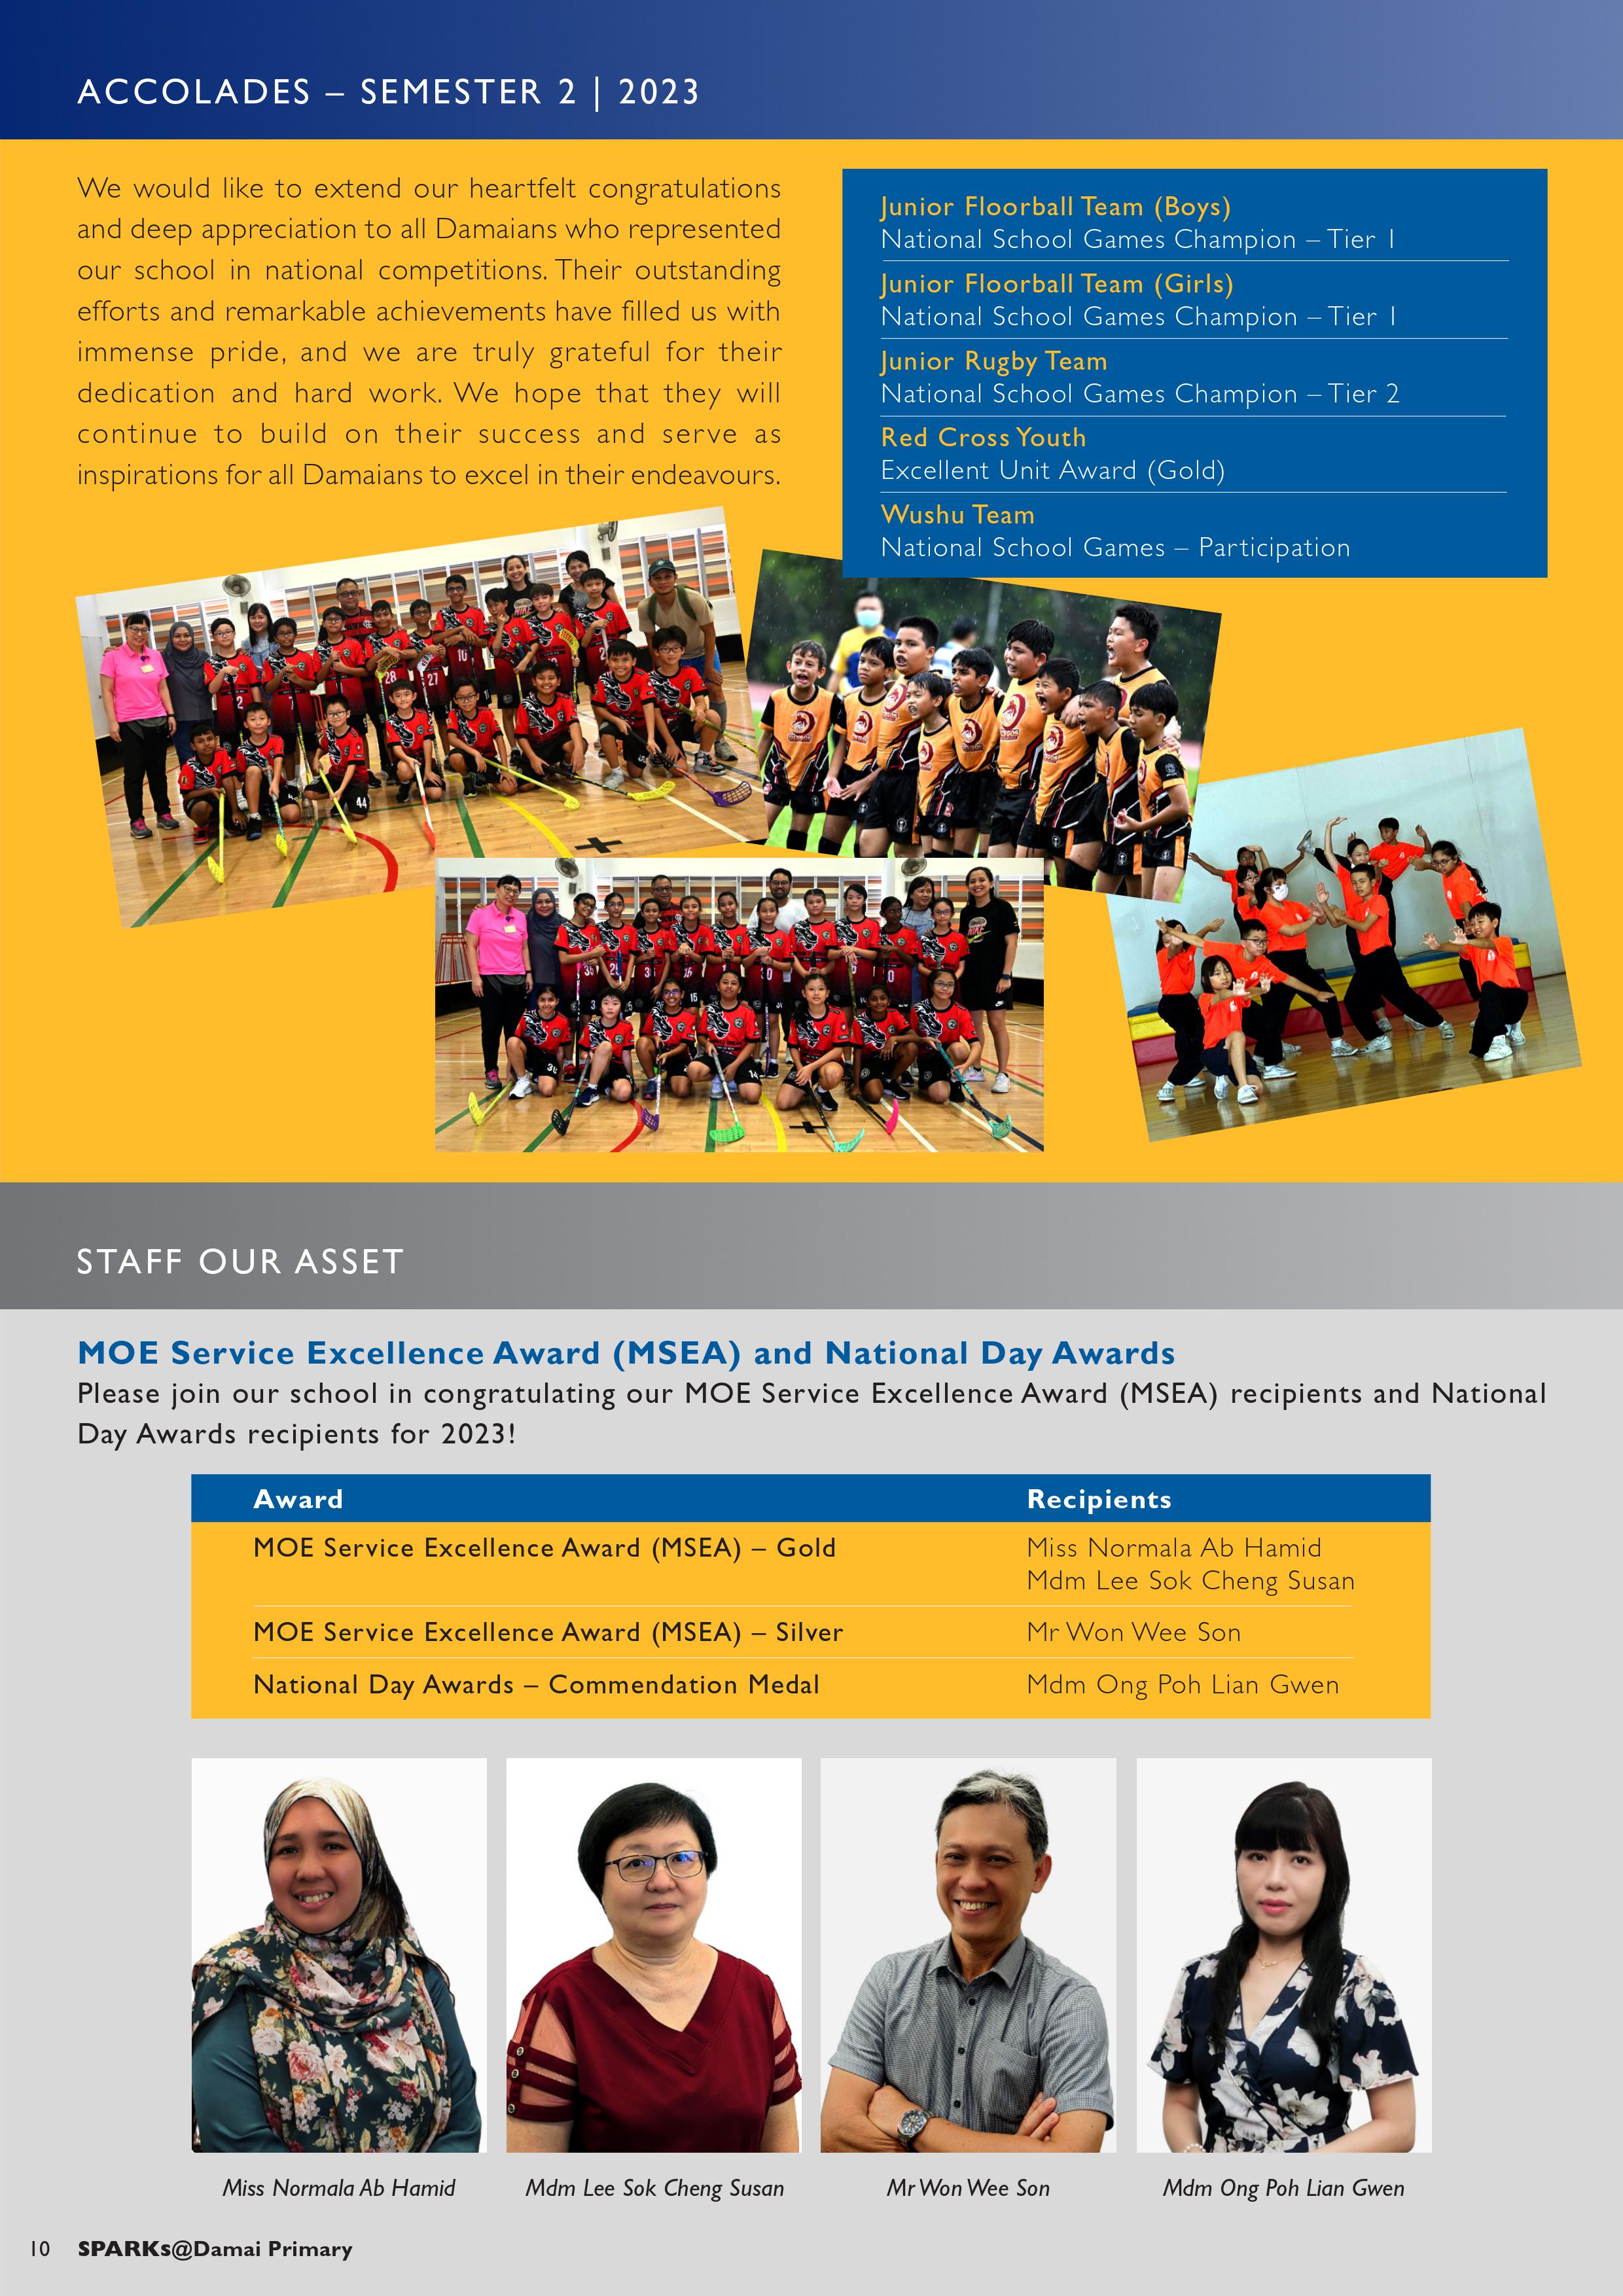 ACCOLADES – SEMESTER 2 | 2023
We would like to extend our heartfelt congratulations
and deep appreciation to all Damaians who represented
our school in national competitions. Their outstanding
efforts and remarkable achievements have filled us with
immense pride, and we are truly grateful for their
dedication and hard work. We hope that they will
continue to build on their success and serve as
inspirations for all Damaians to excel in their endeavours.
Junior Floorball Team (Boys)
National School Games Champion – Tier 1
Junior Floorball Team (Girls)
National School Games Champion – Tier 1
Junior Rugby Team
National School Games Champion – Tier 2
Red Cross Youth
Excellent Unit Award (Gold)
Wushu Team
National School Games – Participation
2
28
27
10
44
15
14
STAFF OUR ASSET
MOE Service Excellence Award (MSEA) and National Day Awards
Please join our school in congratulating our MOE Service Excellence Award (MSEA) recipients and National
Day Awards recipients for 2023!
Award Recipients
MOE Service Excellence Award (MSEA) – Gold Miss Normala Ab Hamid
Mdm Lee Sok Cheng Susan
MOE Service Excellence Award (MSEA) – Silver Mr Won Wee Son
National Day Awards – Commendation Medal Mdm Ong Poh Lian Gwen
Miss Normala Ab Hamid
Mdm Lee Sok Cheng Susan
Mr Won Wee Son
Mdm Ong Poh Lian Gwen
10 SPARKs@Damai Primary